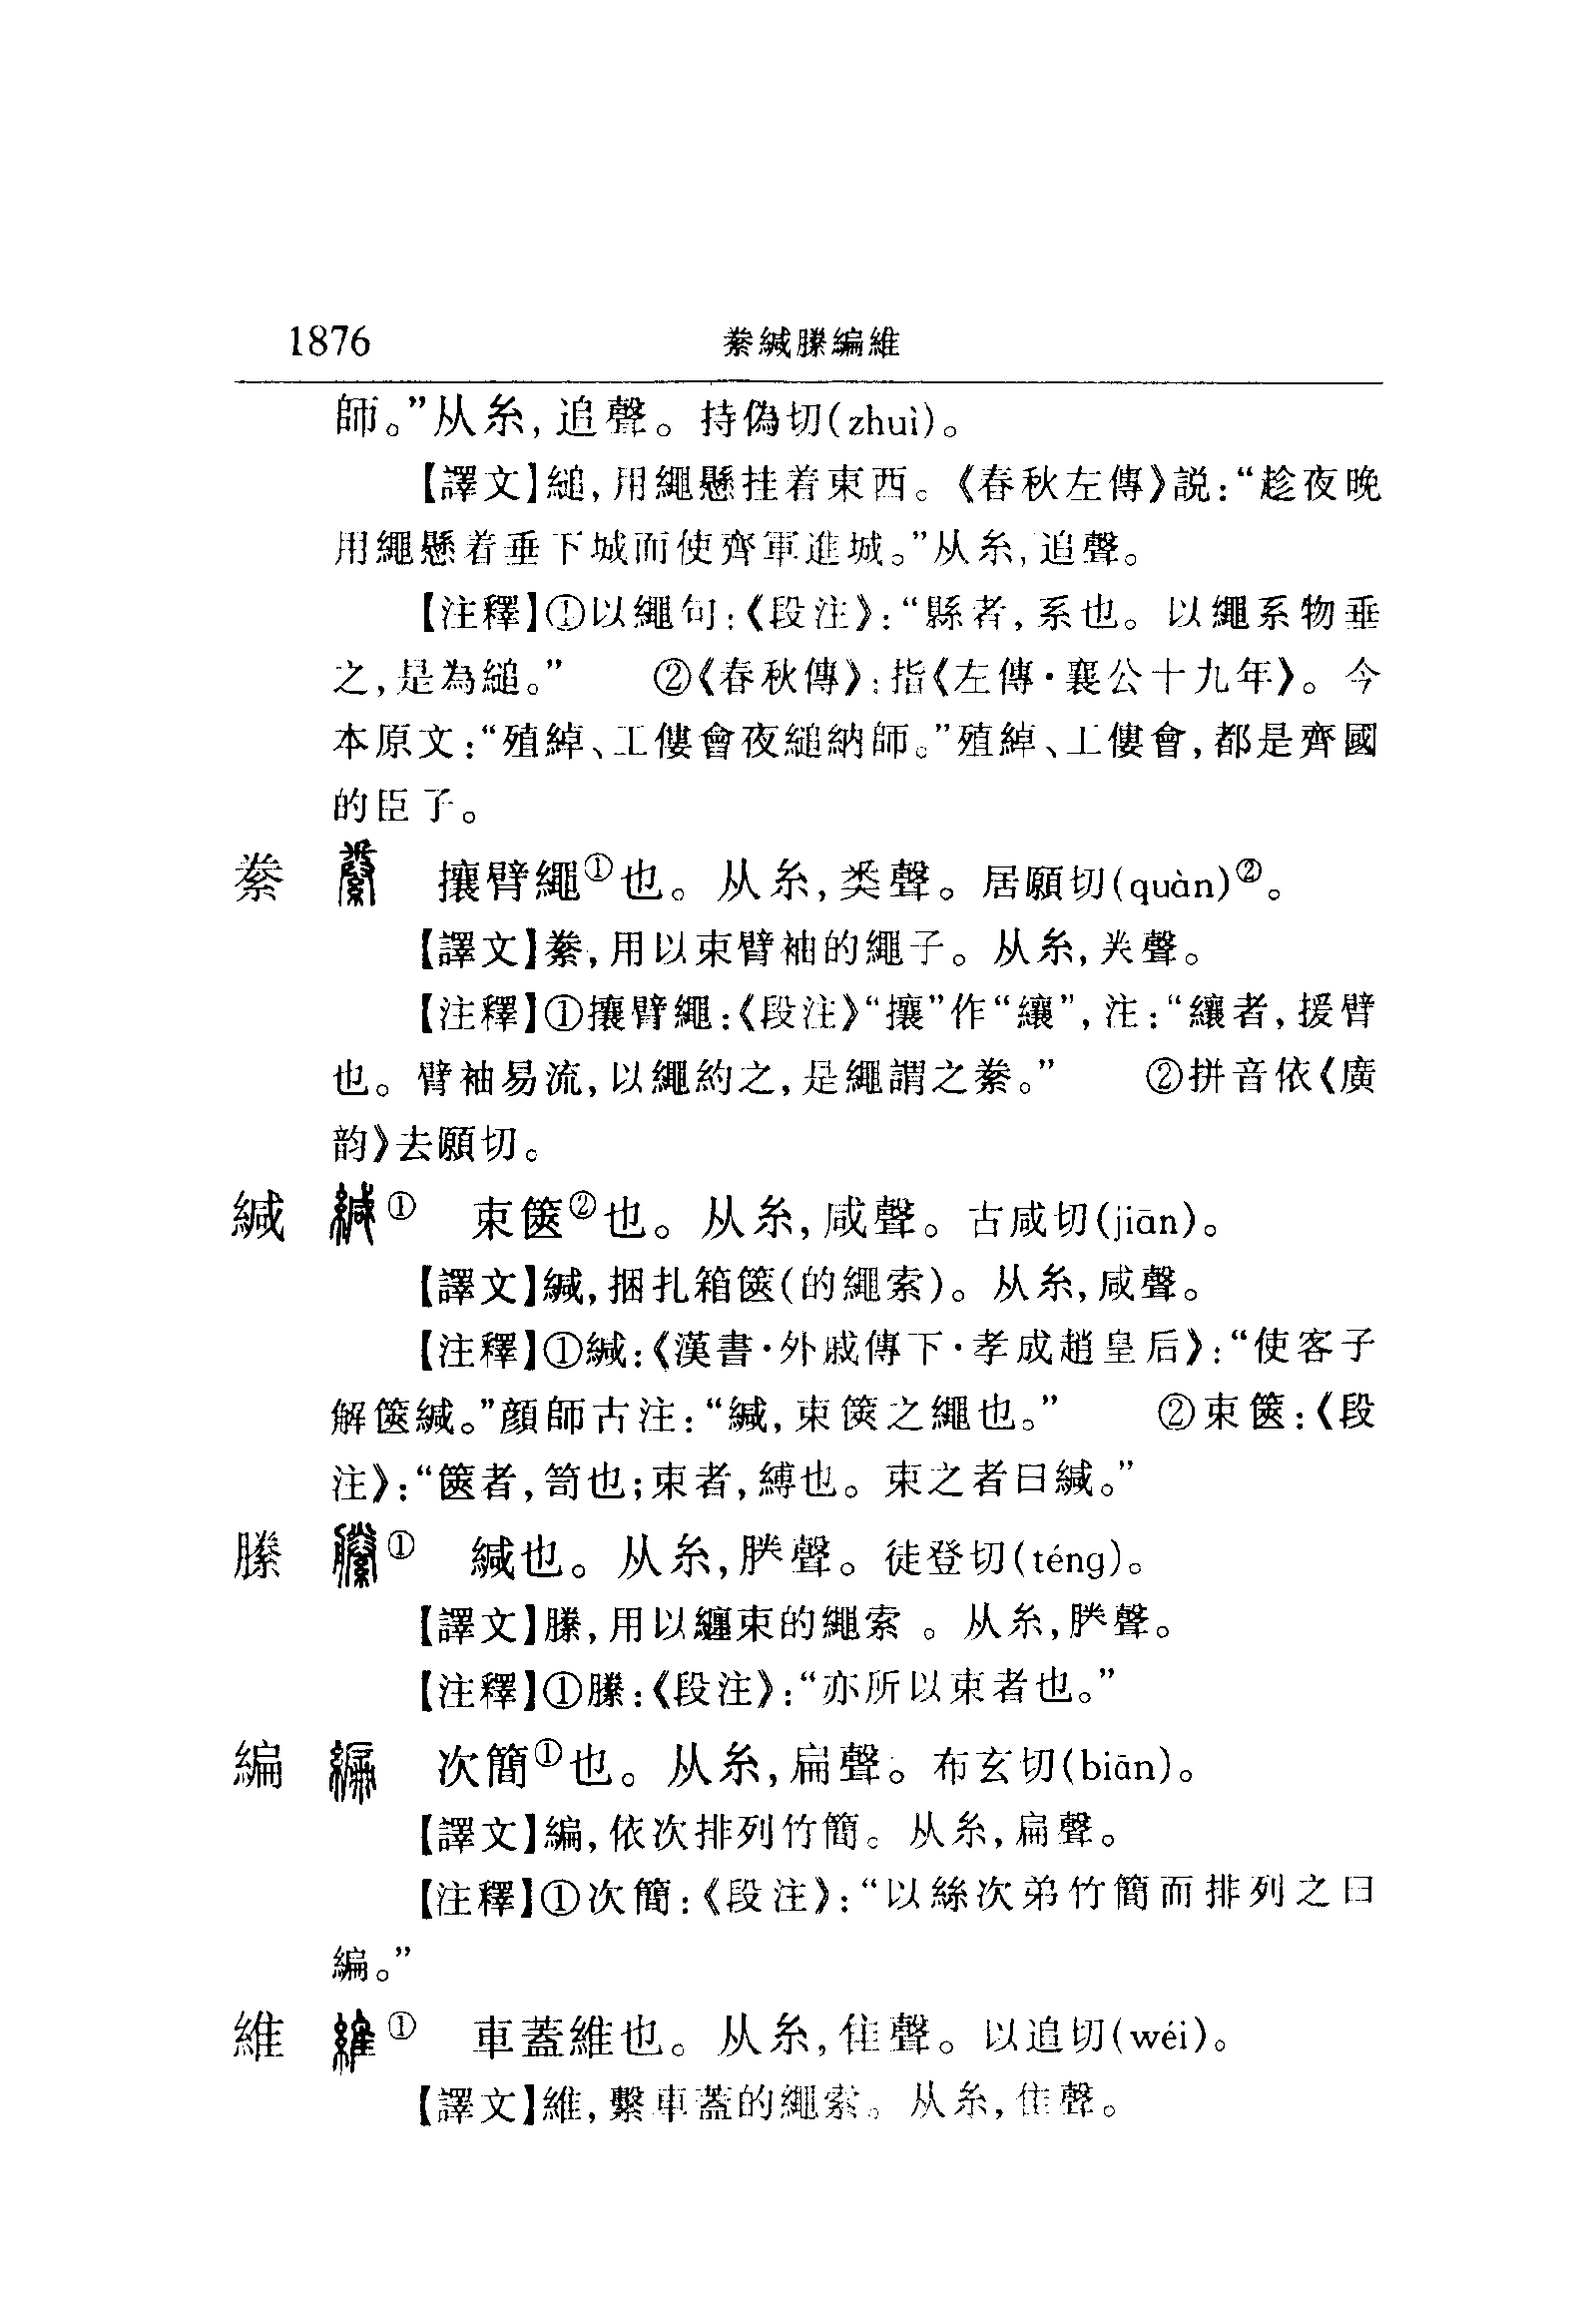 1876 絭緘縢編維
師。”从糸,追聲。持偽切(zhuì)。
【譯文】縋,用繩懸挂着東西。《春秋左傳》説:“趁夜晚
用繩懸着垂下城而使齊軍進城。”从糸,追聲。
【注釋】①以繩句:《段注》:“縣者,系也。以繩系物垂
之,是為縋。” ②《春秋傳》:指《左傳·襄公十九年》。今
本原文:“殖綽、工僂會夜縋納師。”殖綽、工僂會,都是齊國
的臣子。
絭 攘臂繩①也。从糸,𢍏聲。居願切(quàn)②。
【譯文】絭,用以束臂袖的繩子。从糸,𢍏聲。
【注釋】①攘臂繩:《段注》“攘”作“纕”,注:“纕者,援臂
也。臂袖易流,以繩約之,是繩謂之絭。” ②拼音依《廣
韵》去願切。
緘 ① 束篋②也。从糸,咸聲。古咸切(jiān)。
【譯文】緘,捆扎箱篋(的繩索)。从糸,咸聲。
【注釋】①緘:《漢書·外戚傳下·孝成趙皇后》:“使客子
解篋緘。”顔師古注:“緘,束篋之繩也。” ②束篋:《段
注》:“篋者,笥也;束者,縛也。束之者曰緘。”
縢 ① 緘也。从糸,朕聲。徒登切(téng)。
【譯文】縢,用以纏束的繩索。从糸,朕聲。
【注釋】①縢:《段注》:“亦所以束者也。”
編 次簡①也。从糸,扁聲。布玄切(biān)。
【譯文】編,依次排列竹簡。从糸,扁聲。
【注釋】①次簡:《段注》:“以絲次弟竹簡而排列之曰
編。”
維 ① 車蓋維也。从糸,隹聲。以追切(wéi)。
【譯文】維,繫車蓋的繩索。从糸,隹聲。